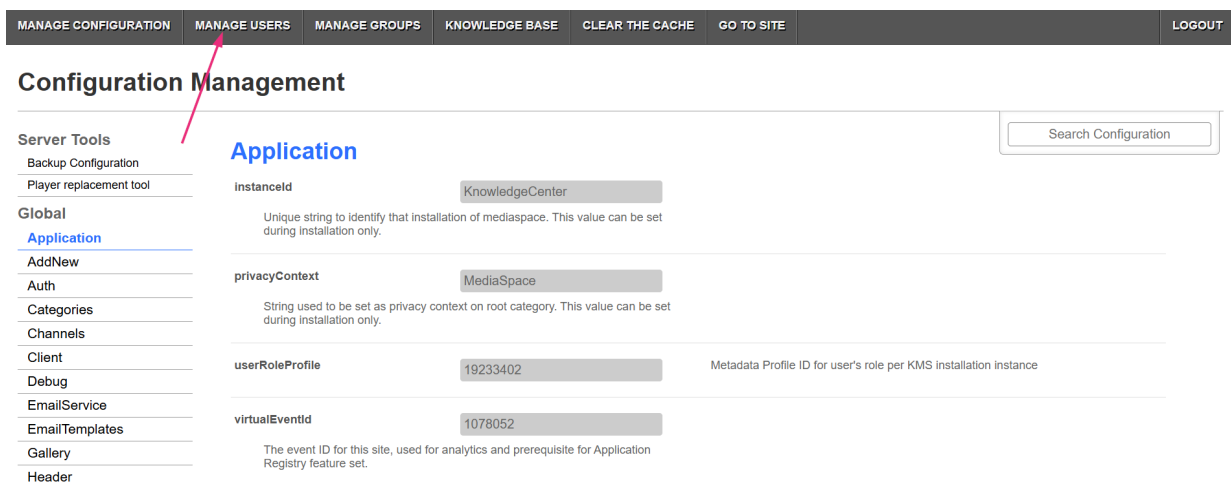 MANAGE CONFIGURATION MANAGE USERS MANAGE GROUPS KNOWLEDGE BASE CLEAR THE CACHE GO TO SITE LOGOUT
Configuration Management
Search Configuration
Server Tools
Backup Configuration
Player replacement tool
Global
Application
AddNew
Auth
Categories
Channels
Client
Debug
EmailService
EmailTemplates
Gallery
Header
Application
instanceId KnowledgeCenter
Unique string to identify that installation of mediaspace. This value can be set
during installation only.
privacyContext MediaSpace
String used to be set as privacy context on root category. This value can be set
during installation only.
userRoleProfile 19233402 Metadata Profile ID for user's role per KMS installation instance
virtualEventId 1078052
The event ID for this site, used for analytics and prerequisite for Application
Registry feature set.